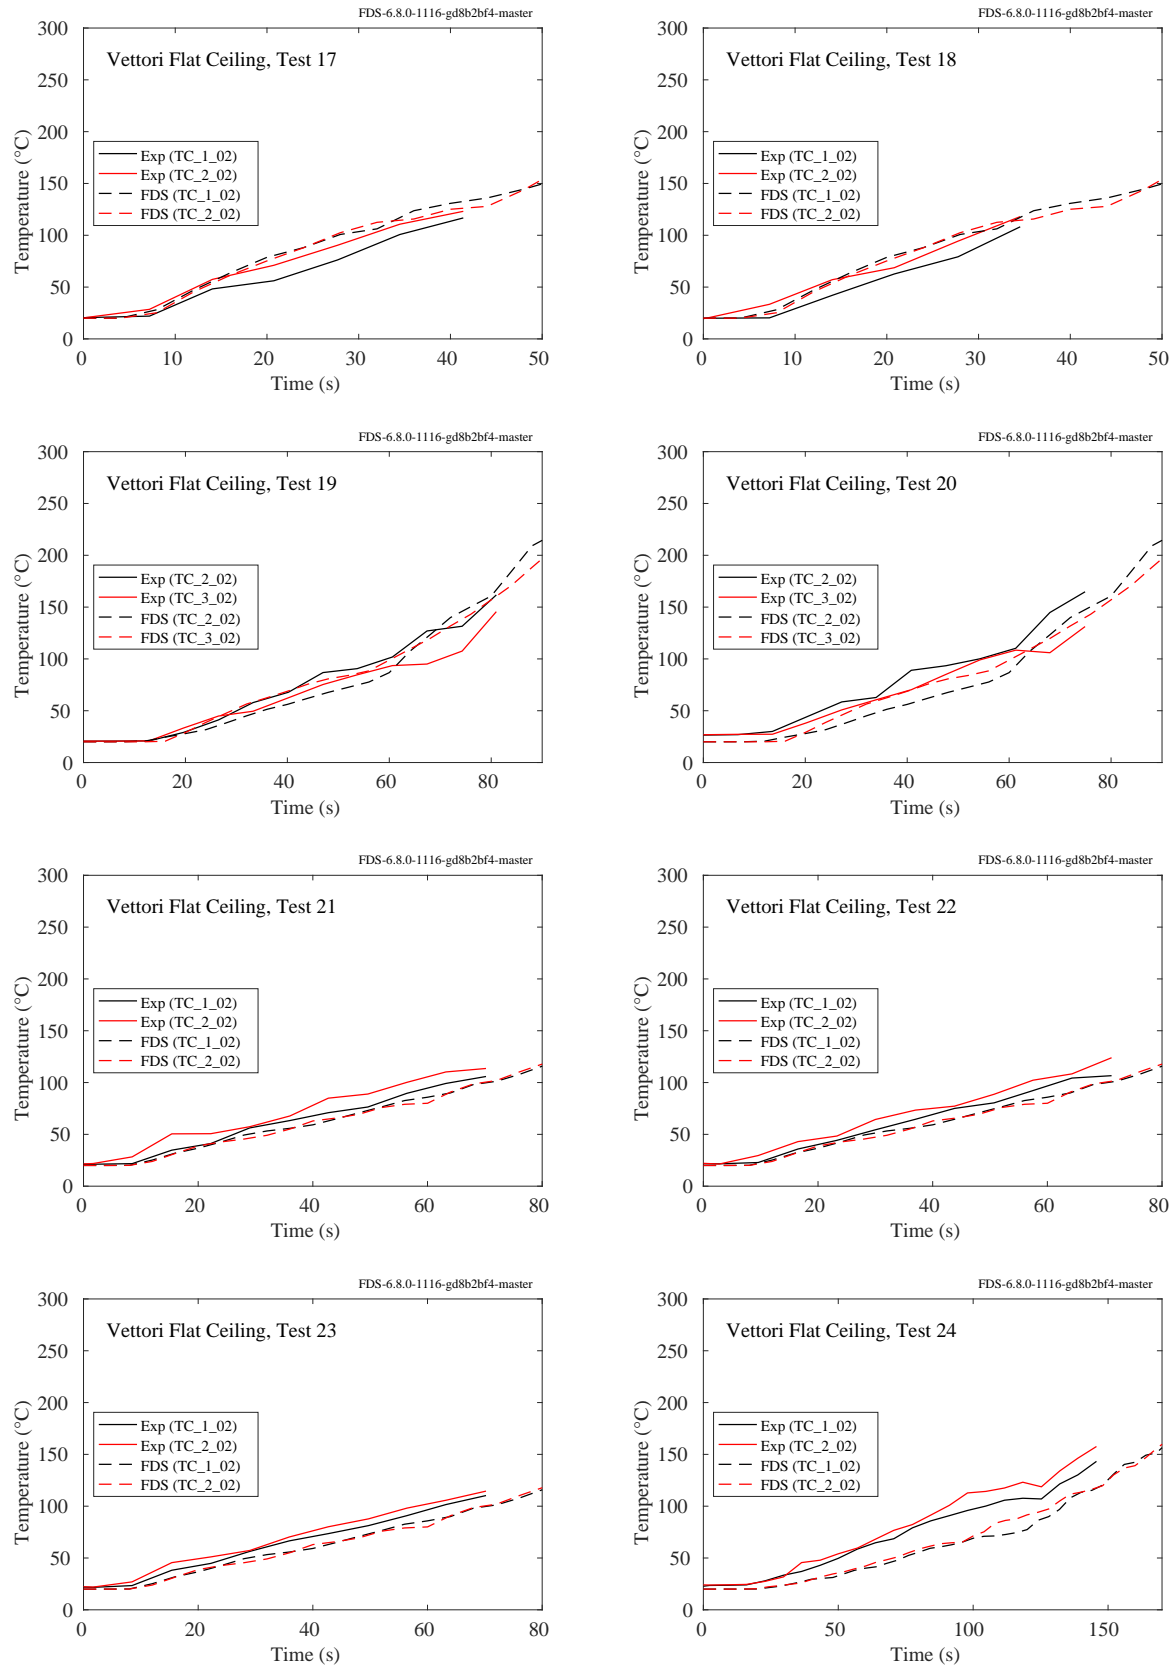 FDS-6.8.0-1116-gd8b2bf4-master
Vettori Flat Ceiling, Test 17
Temperature (°C)
300
250
200
150
100
50
0
Exp (TC_1_02)
Exp (TC_2_02)
FDS (TC_1_02)
FDS (TC_2_02)
0 10 20 30 40 50
Time (s)
FDS-6.8.0-1116-gd8b2bf4-master
Vettori Flat Ceiling, Test 18
Temperature (°C)
300
250
200
150
100
50
0
Exp (TC_1_02)
Exp (TC_2_02)
FDS (TC_1_02)
FDS (TC_2_02)
0 10 20 30 40 50
Time (s)
FDS-6.8.0-1116-gd8b2bf4-master
Vettori Flat Ceiling, Test 19
Temperature (°C)
300
250
200
150
100
50
0
Exp (TC_2_02)
Exp (TC_3_02)
FDS (TC_2_02)
FDS (TC_3_02)
0 20 40 60 80
Time (s)
FDS-6.8.0-1116-gd8b2bf4-master
Vettori Flat Ceiling, Test 20
Temperature (°C)
300
250
200
150
100
50
0
Exp (TC_2_02)
Exp (TC_3_02)
FDS (TC_2_02)
FDS (TC_3_02)
0 20 40 60 80
Time (s)
FDS-6.8.0-1116-gd8b2bf4-master
Vettori Flat Ceiling, Test 21
Temperature (°C)
300
250
200
150
100
50
0
Exp (TC_1_02)
Exp (TC_2_02)
FDS (TC_1_02)
FDS (TC_2_02)
0 20 40 60 80
Time (s)
FDS-6.8.0-1116-gd8b2bf4-master
Vettori Flat Ceiling, Test 22
Temperature (°C)
300
250
200
150
100
50
0
Exp (TC_1_02)
Exp (TC_2_02)
FDS (TC_1_02)
FDS (TC_2_02)
0 20 40 60 80
Time (s)
FDS-6.8.0-1116-gd8b2bf4-master
Vettori Flat Ceiling, Test 23
Temperature (°C)
300
250
200
150
100
50
0
Exp (TC_1_02)
Exp (TC_2_02)
FDS (TC_1_02)
FDS (TC_2_02)
0 20 40 60 80
Time (s)
FDS-6.8.0-1116-gd8b2bf4-master
Vettori Flat Ceiling, Test 24
Temperature (°C)
300
250
200
150
100
50
0
Exp (TC_1_02)
Exp (TC_2_02)
FDS (TC_1_02)
FDS (TC_2_02)
0 50 100 150
Time (s)